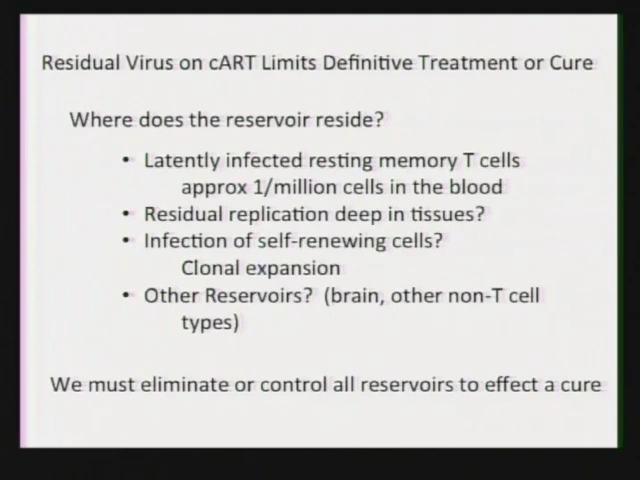 Residual Virus on cART Limits Definitive Treatment or Cure
Where does the reservoir reside?
• Latently infected resting memory T cells
approx 1/million cells in the blood
• Residual replication deep in tissues?
• Infection of self-renewing cells?
Clonal expansion
• Other Reservoirs? (brain, other non-T cell
types)
We must eliminate or control all reservoirs to effect a cure